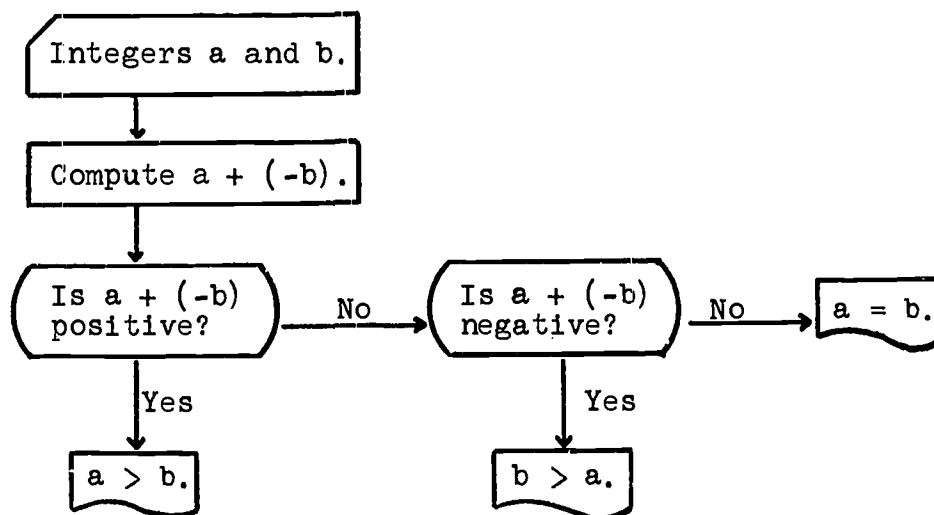 Integers a and b.
Compute a + (-b).
Is a + (-b)
positive?
No
Is a + (-b)
negative?
No
a = b.
Yes
Yes
a > b.
b > a.